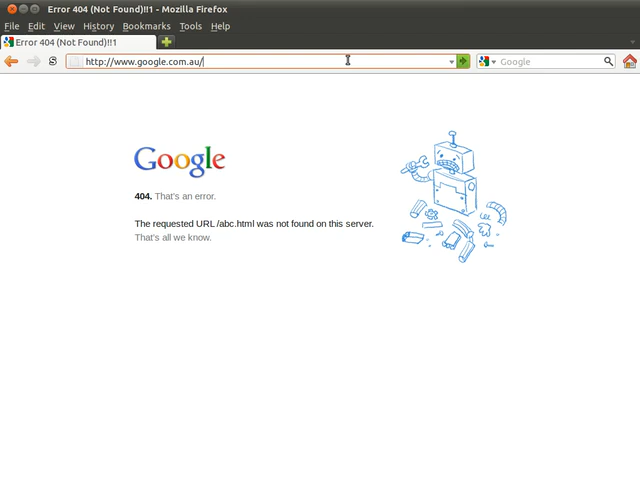 Error 404 (Not Found)!!1 - Mozilla Firefox
File Edit View History Bookmarks Tools Help
Error 404 (Not Found)!!1
S http://www.google.com.au/ Google
Google
404. That's an error.
The requested URL /abc.html was not found on this server.
That's all we know.